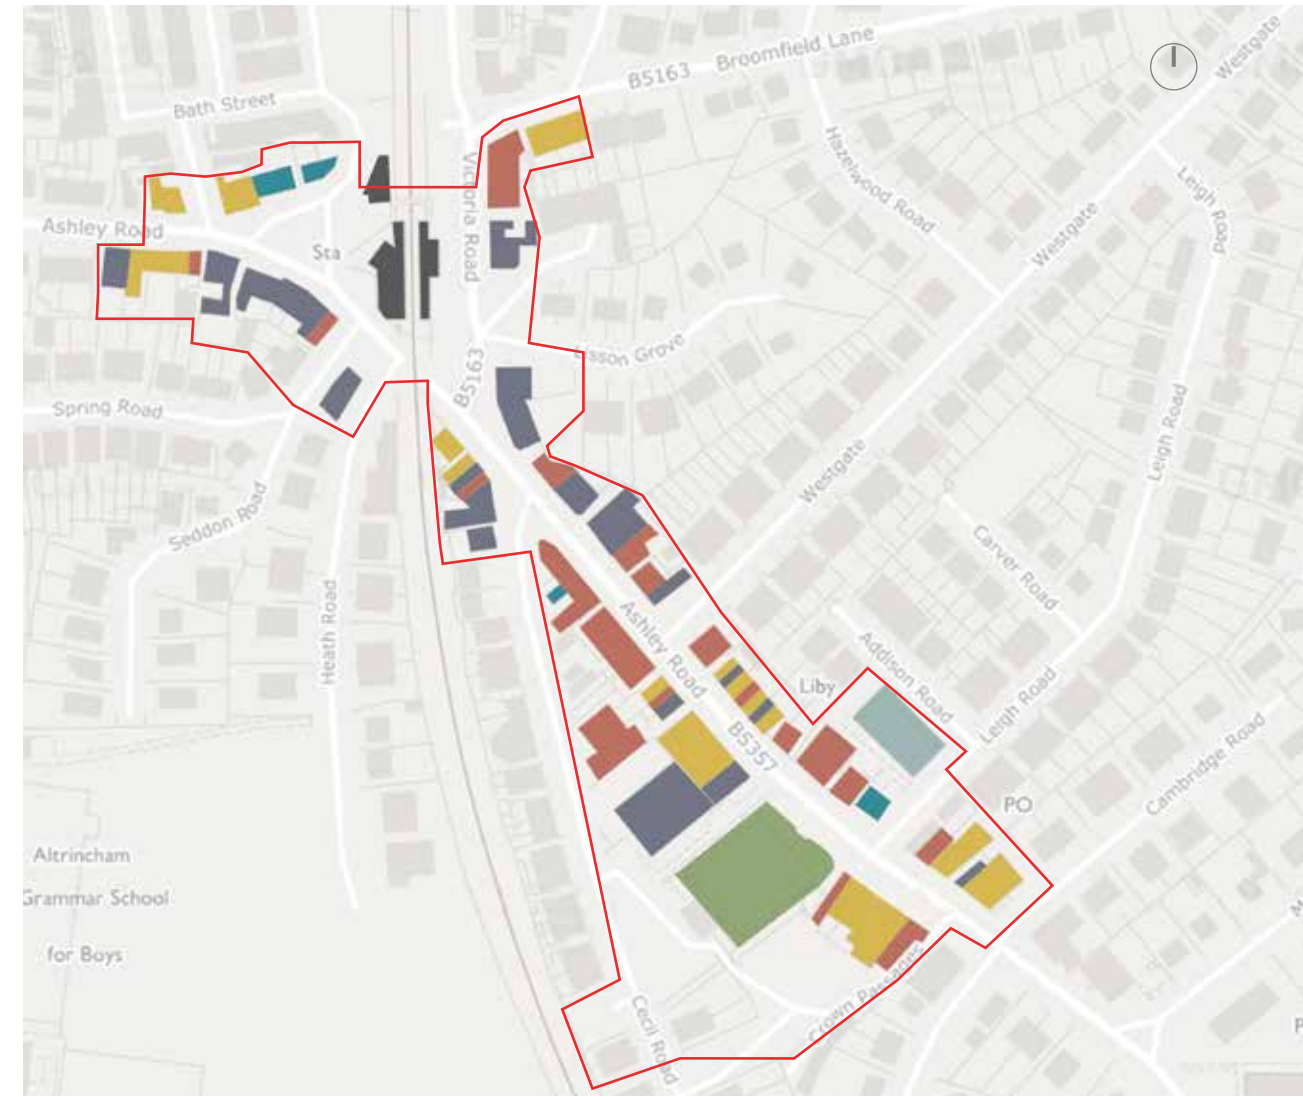 B5163 Broomfield Lane
Westgate
Bath Street
Hazelwood Road
Victoria Road
Leigh Road
Ashley Road
Sta
Westgate
Lisson Grove
B5163
Spring Road
Leigh Road
Westgate
Seddon Road
Carver Road
Heath Road
Ashley Road
Addison Road
Liby
Leigh Road
B5357
Cambridge Road
PO
Altrincham
Grammar School
for Boys
Crown Passages
Cecil Road